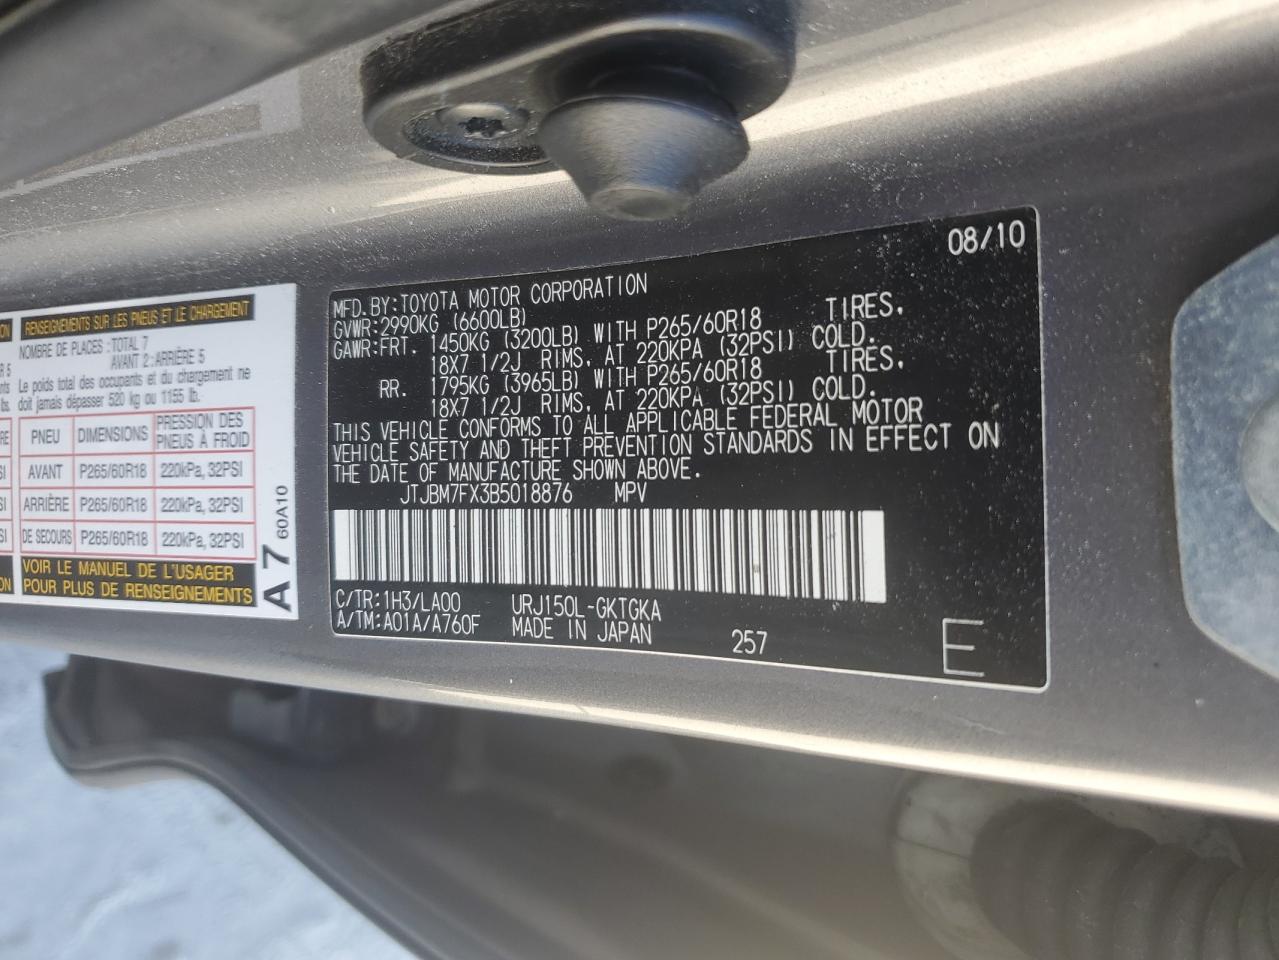 ON
RENSEIGNEMENTS SUR LES PNEUS ET LE CHARGEMENT
NOMBRE DE PLACES : TOTAL 7
AVANT 2 : ARRIÈRE 5
Le poids total des occupants et du chargement ne
doit jamais dépasser 520 kg ou 1155 lb.
PNEU DIMENSIONS PRESSION DES PNEUS À FROID
AVANT P265/60R18 220kPa, 32PSI
ARRIÈRE P265/60R18 220kPa, 32PSI
DE SECOURS P265/60R18 220kPa, 32PSI
VOIR LE MANUEL DE L'USAGER
POUR PLUS DE RENSEIGNEMENTS
A 7 60A10
08/10
MFD.BY:TOYOTA MOTOR CORPORATION
GVWR:2990KG (6600LB)
GAWR:FRT. 1450KG (3200LB) WITH P265/60R18 TIRES,
18X7 1/2J RIMS, AT 220KPA (32PSI) COLD.
RR. 1795KG (3965LB) WITH P265/60R18 TIRES,
18X7 1/2J RIMS, AT 220KPA (32PSI) COLD.
THIS VEHICLE CONFORMS TO ALL APPLICABLE FEDERAL MOTOR
VEHICLE SAFETY AND THEFT PREVENTION STANDARDS IN EFFECT ON
THE DATE OF MANUFACTURE SHOWN ABOVE.
JTJBM7FX3B5018876 MPV
C/TR:1H3/LA00 URJ150L-GKTGKA
A/TM:A01A/A760F MADE IN JAPAN 257 E